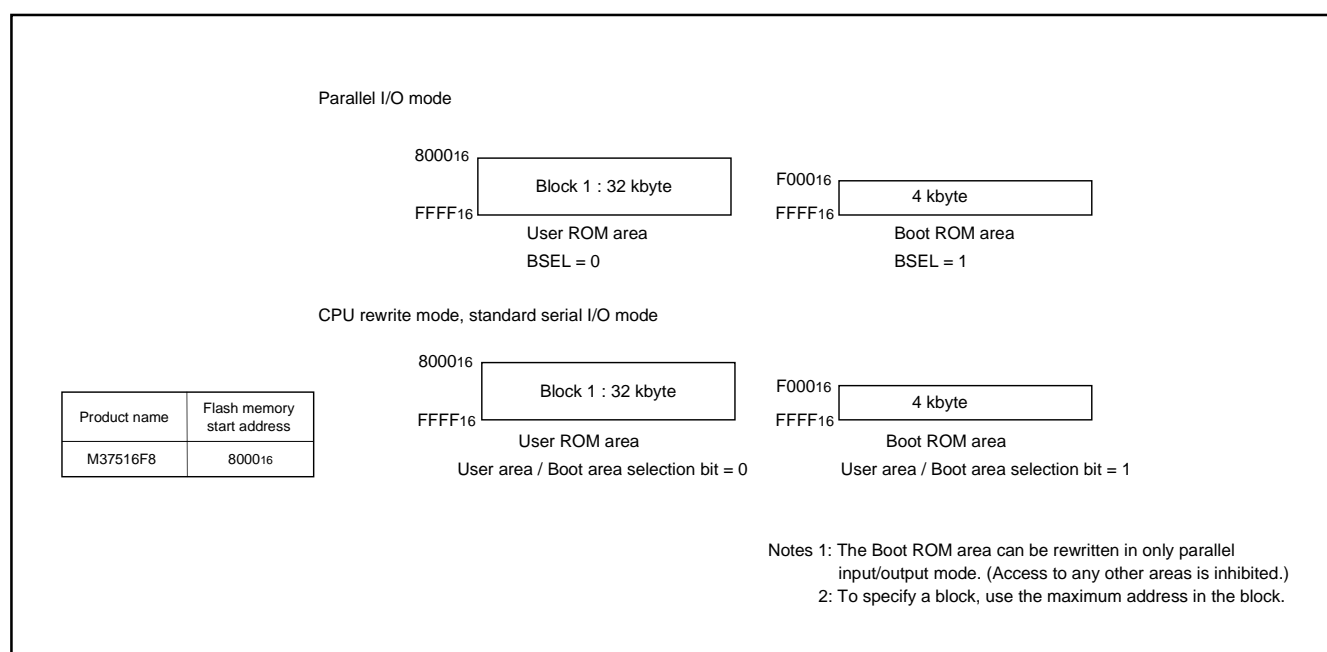 Parallel I/O mode
800016
Block 1 : 32 kbyte
FFFF16
User ROM area
BSEL = 0
F00016
4 kbyte
FFFF16
Boot ROM area
BSEL = 1
CPU rewrite mode, standard serial I/O mode
Product name
Flash memory
start address
M37516F8
800016
800016
Block 1 : 32 kbyte
FFFF16
User ROM area
User area / Boot area selection bit = 0
F00016
4 kbyte
FFFF16
Boot ROM area
User area / Boot area selection bit = 1
Notes 1: The Boot ROM area can be rewritten in only parallel
input/output mode. (Access to any other areas is inhibited.)
2: To specify a block, use the maximum address in the block.